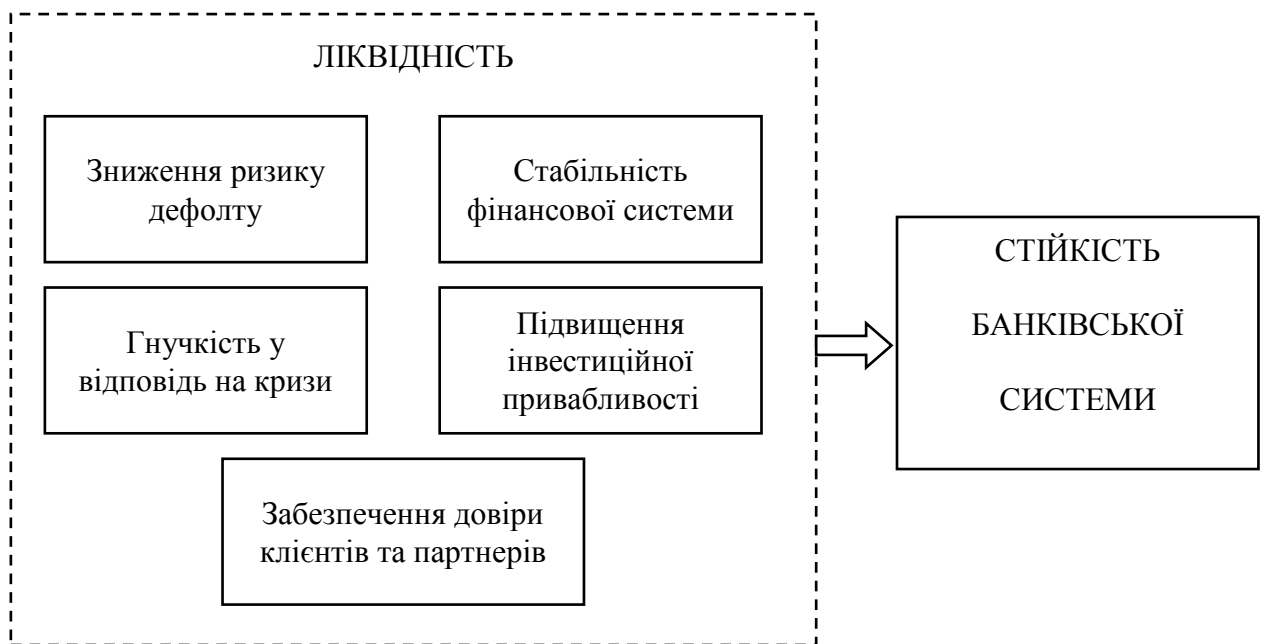 ЛІКВІДНІСТЬ
Зниження ризику
дефолту
Стабільність
фінансової системи
Гнучкість у
відповідь на кризи
Підвищення
інвестиційної
привабливості
Забезпечення довіри
клієнтів та партнерів
СТІЙКІСТЬ
БАНКІВСЬКОЇ
СИСТЕМИ